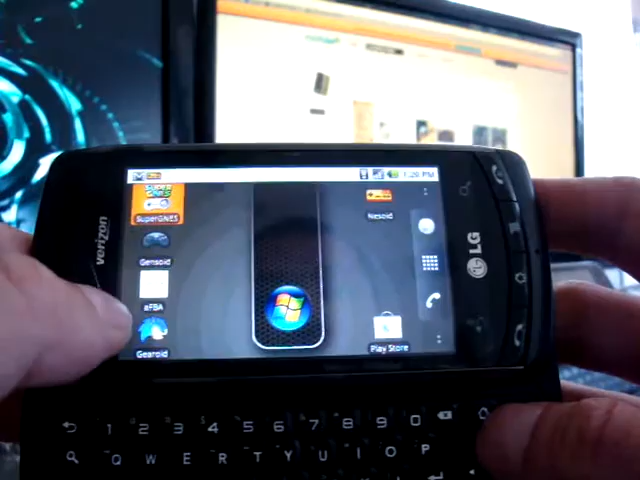 1:20 PM
SUPER
GNES
SuperGNES
Nesoid
Gensoid
aFBA
Gearoid
Play Store
verizon
LG
1 2 3 4 5 6 7 8 9 0
Q W E R T Y U I O P